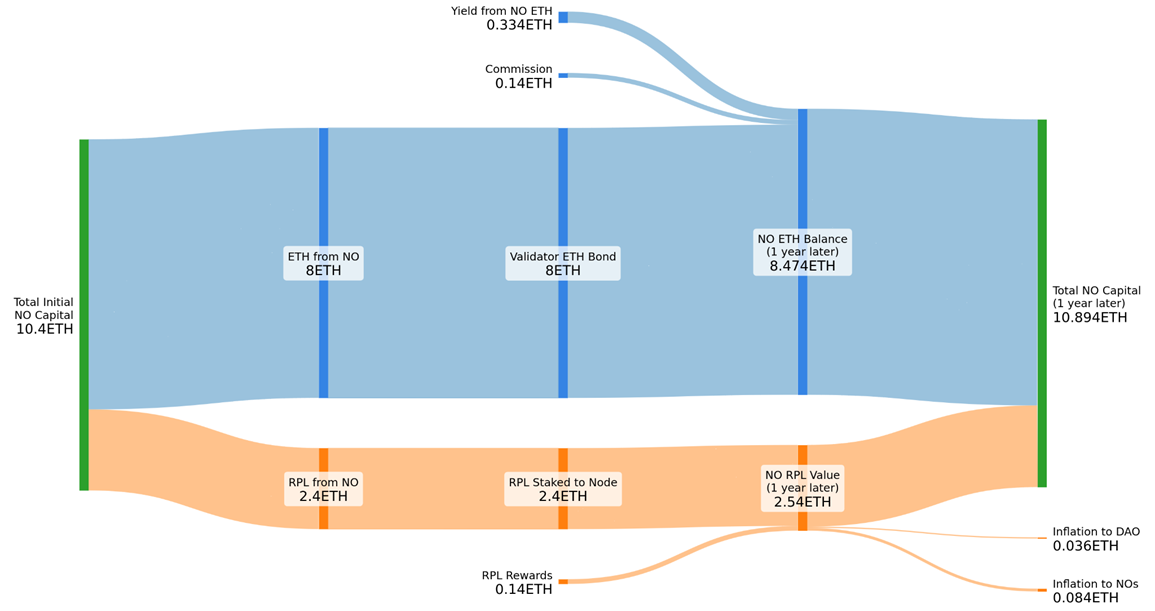 Yield from NO ETH
0.334ETH
Commission
0.14ETH
Total Initial
NO Capital
10.4ETH
ETH from NO
8ETH
Validator ETH Bond
8ETH
NO ETH Balance
(1 year later)
8.474ETH
Total NO Capital
(1 year later)
10.894ETH
RPL from NO
2.4ETH
RPL Staked to Node
2.4ETH
NO RPL Value
(1 year later)
2.54ETH
RPL Rewards
0.14ETH
Inflation to DAO
0.036ETH
Inflation to NOs
0.084ETH